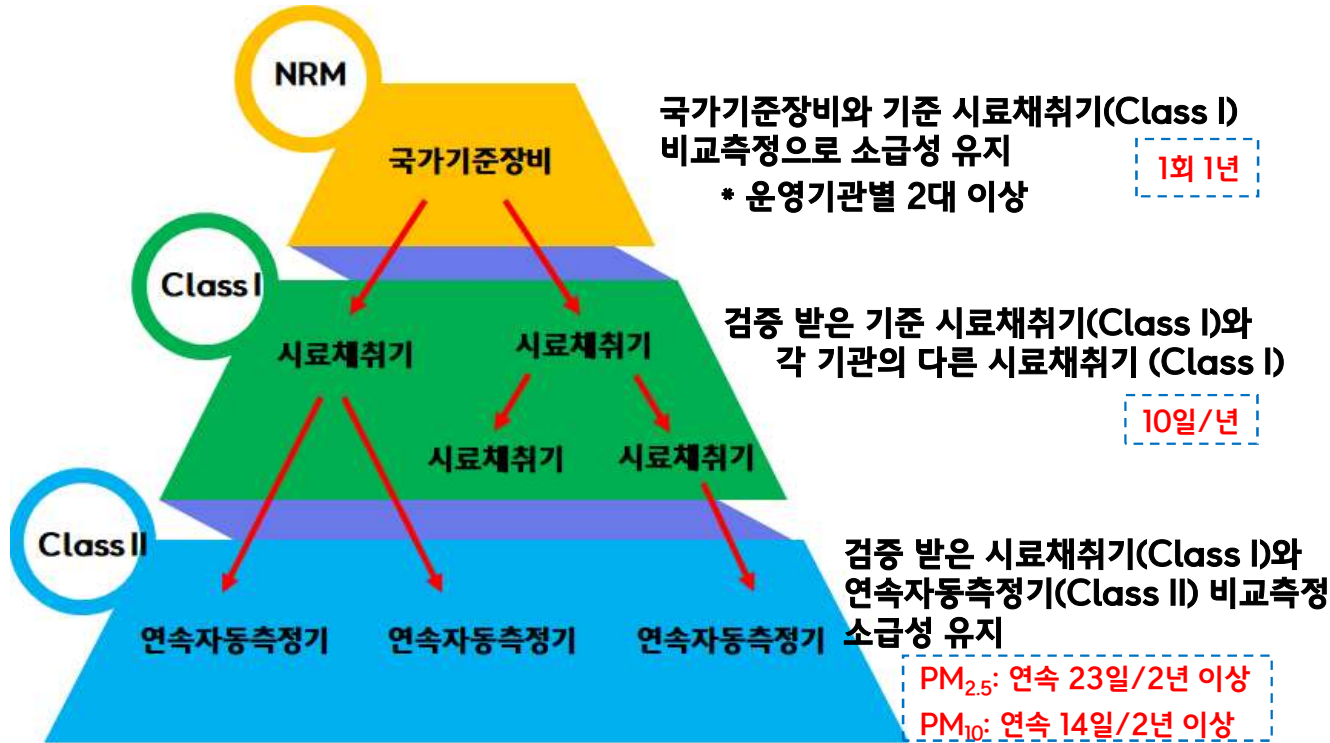 NRM
국가기준장비
국가기준장비와 기준 시료채취기(Class I)
비교측정으로 소급성 유지
1회 1년
* 운영기관별 2대 이상
Class I
시료채취기
시료채취기
시료채취기
시료채취기
검증 받은 기준 시료채취기(Class I)와
각 기관의 다른 시료채취기 (Class I)
10일/년
Class II
연속자동측정기
연속자동측정기
연속자동측정기
검증 받은 시료채취기(Class I)와
연속자동측정기(Class II) 비교측정
소급성 유지
PM2.5: 연속 23일/2년 이상
PM10: 연속 14일/2년 이상